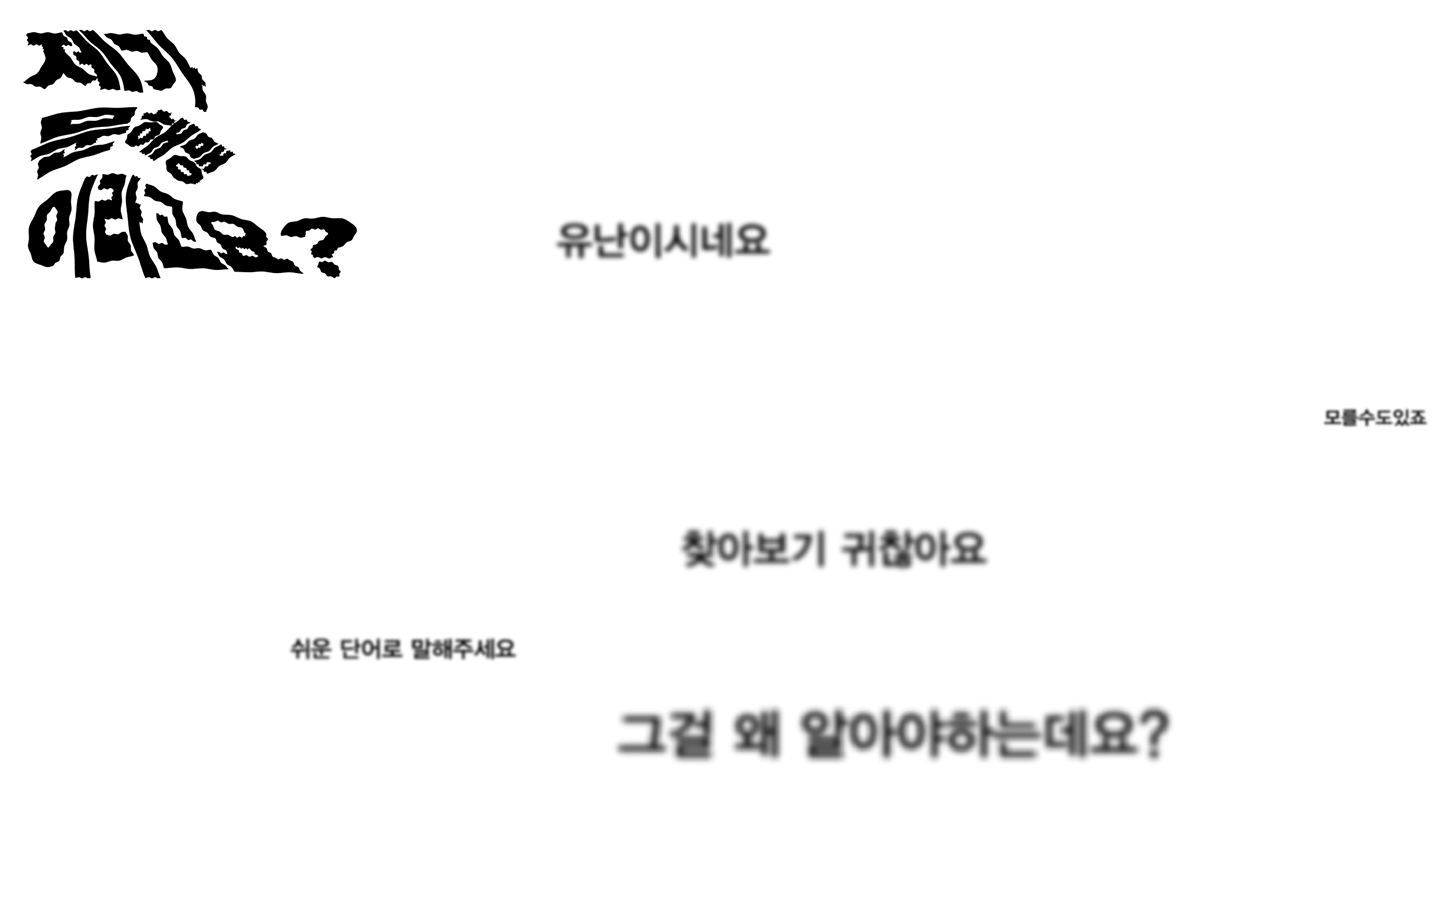 제가
문해맹
이라고요?
유난이시네요
모를수도있죠
찾아보기 귀찮아요
쉬운 단어로 말해주세요
그걸 왜 알아야하는데요?